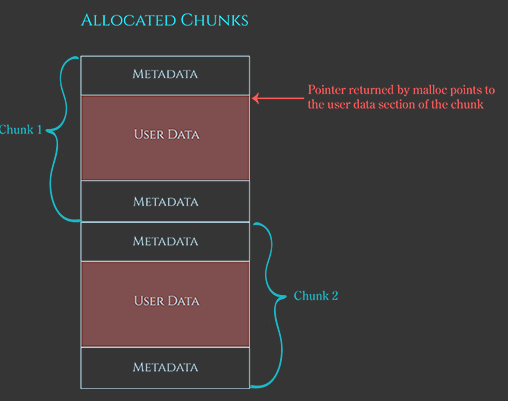 Allocated Chunks
Metadata
Pointer returned by malloc points to
the user data section of the chunk
Chunk 1
User Data
Metadata
Metadata
User Data
Chunk 2
Metadata